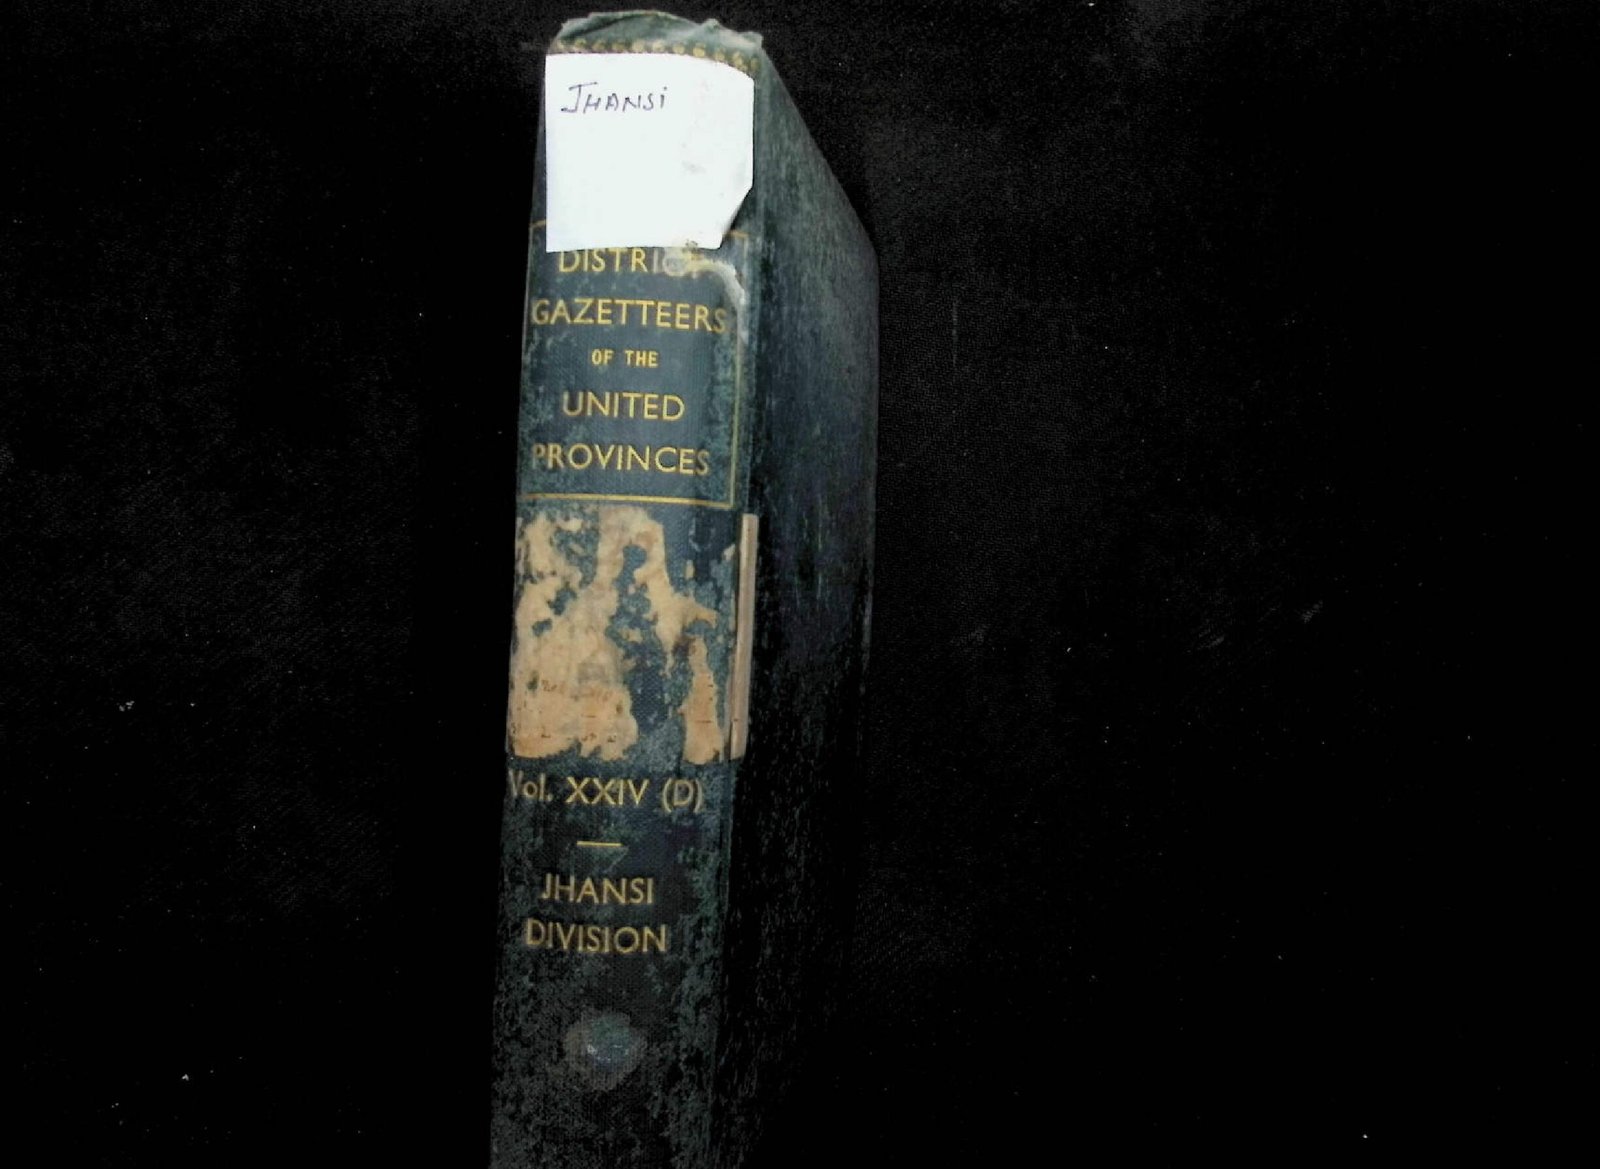 JHANSI
DISTRICT
GAZETTEERS
OF THE
UNITED
PROVINCES
Vol. XXIV (D)
JHANSI
DIVISION